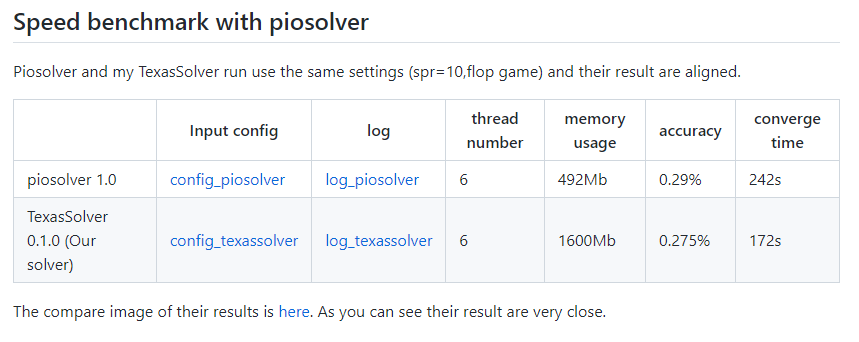 Speed benchmark with piosolver
Piosolver and my TexasSolver run use the same settings (spr=10,flop game) and their result are aligned.
Input config log thread number memory usage accuracy converge time
piosolver 1.0 config_piosolver log_piosolver 6 492Mb 0.29% 242s
TexasSolver 0.1.0 (Our solver) config_texassolver log_texassolver 6 1600Mb 0.275% 172s
The compare image of their results is here. As you can see their result are very close.